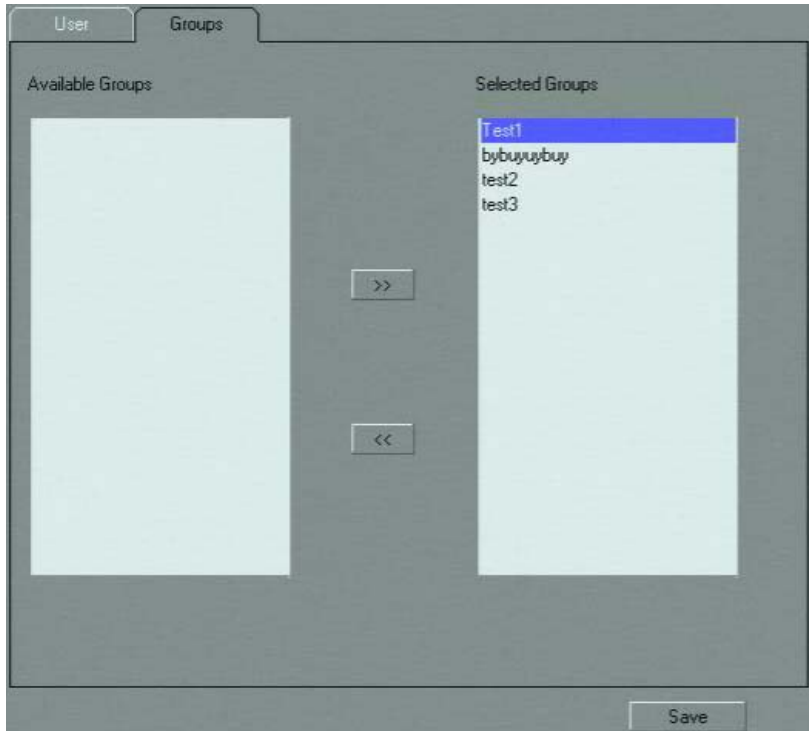 User
Groups
Available Groups
Selected Groups
Test1
bybuyuybuy
test2
test3
>>
<<
Save